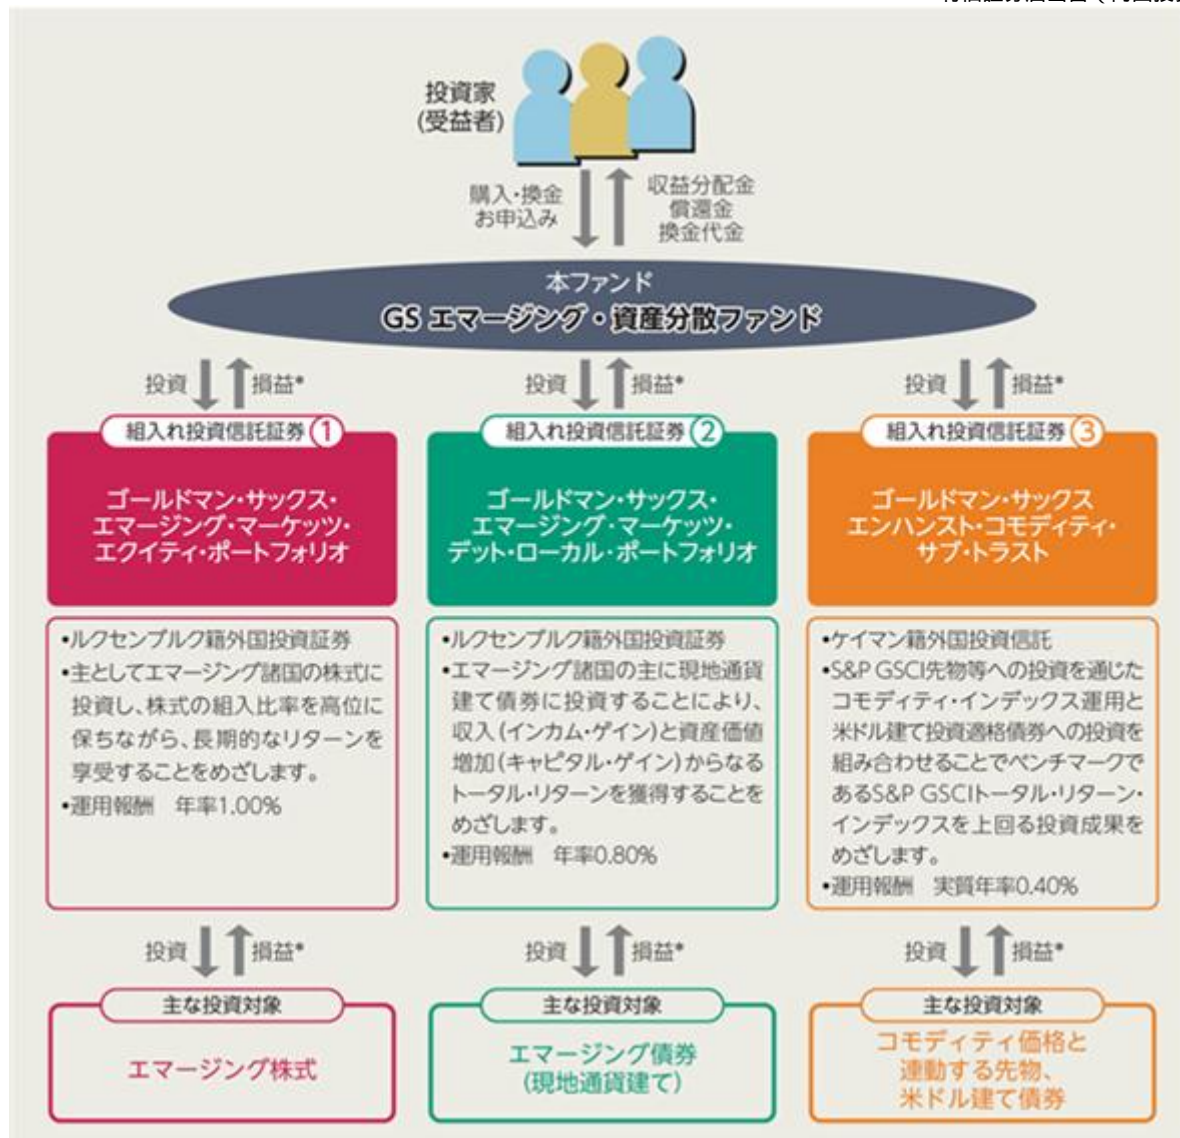 投資家
(受益者)
購入・換金
お申込み
収益分配金
償還金
換金代金
本ファンド
GS エマージング・資産分散ファンド
投資
損益*
投資
損益*
投資
損益*
組入れ投資信託証券①
ゴールドマン・サックス・
エマージング・マーケッツ・
エクイティ・ポートフォリオ
•ルクセンブルク籍外国投資証券
•主としてエマージング諸国の株式に
投資し、株式の組入比率を高位に
保ちながら、長期的なリターンを
享受することをめざします。
•運用報酬 年率1.00%
組入れ投資信託証券②
ゴールドマン・サックス・
エマージング・マーケッツ・
デット・ローカル・ポートフォリオ
•ルクセンブルク籍外国投資証券
•エマージング諸国の主に現地通貨
建て債券に投資することにより、
収入(インカム・ゲイン)と資産価値
増加(キャピタル・ゲイン)からなる
トータル・リターンを獲得することを
めざします。
•運用報酬 年率0.80%
組入れ投資信託証券③
ゴールドマン・サックス
エンハンスト・コモディティ・
サブ・トラスト
•ケイマン籍外国投資信託
•S&P GSCI先物等への投資を通じた
コモディティ・インデックス運用と
米ドル建て投資適格債券への投資を
組み合わせることでベンチマークで
あるS&P GSCIトータル・リターン・
インデックスを上回る投資成果を
めざします。
•運用報酬 実質年率0.40%
投資
損益*
投資
損益*
投資
損益*
主な投資対象
エマージング株式
主な投資対象
エマージング債券
(現地通貨建て)
主な投資対象
コモディティ価格と
連動する先物、
米ドル建て債券